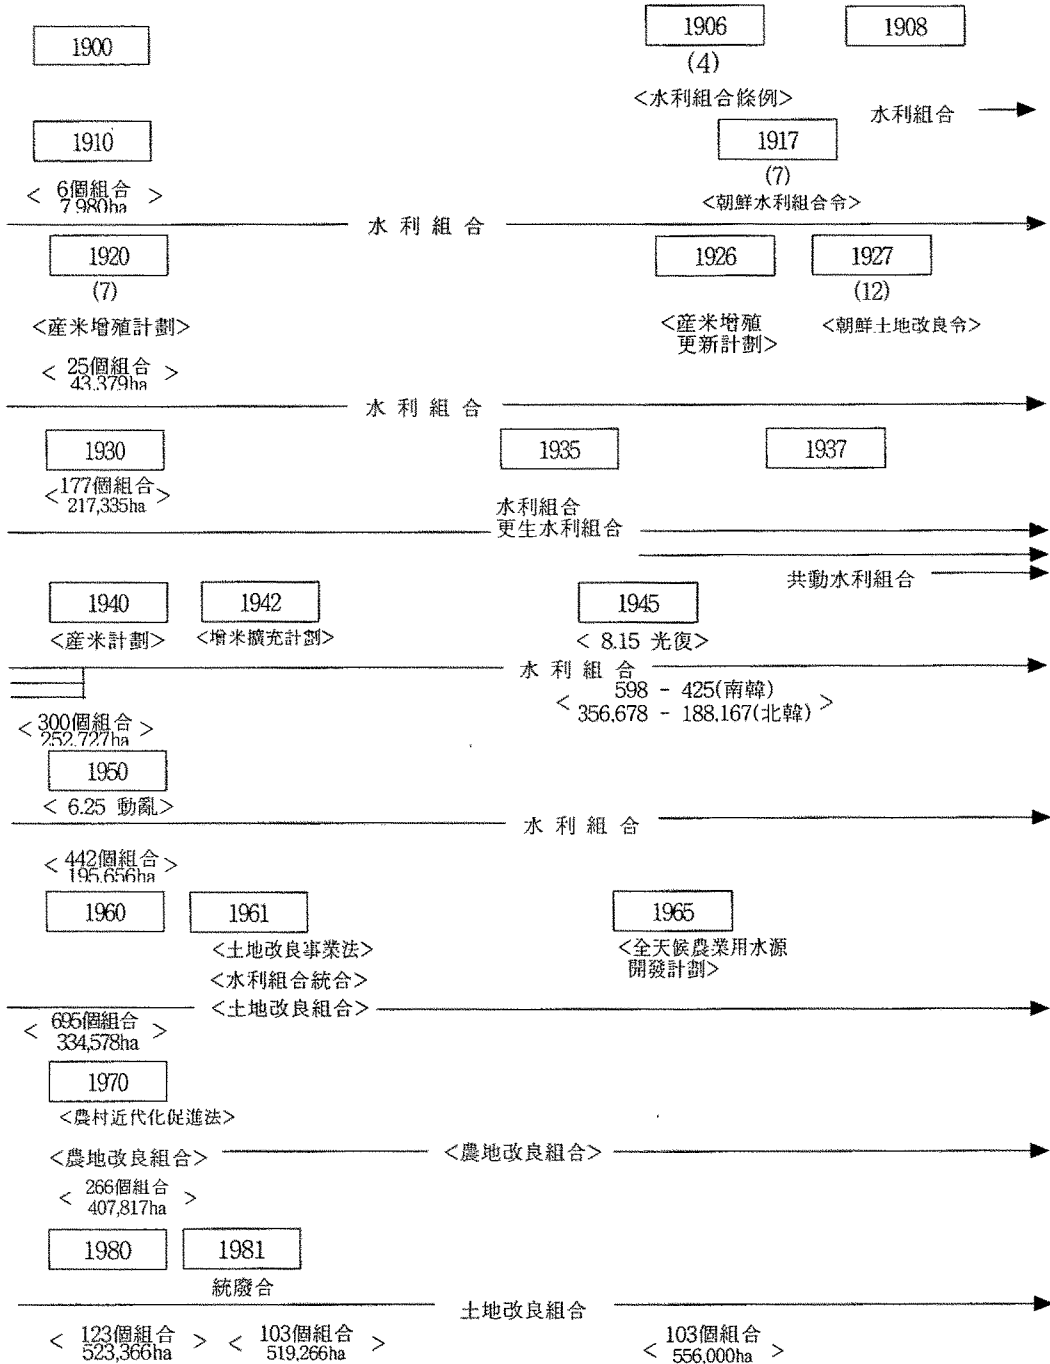 1900
1906
1908
(4)
<水利組合條例>
水利組合
1910
1917
(7)
< 6個組合 >
7,980ha
<朝鮮水利組合令>
水利組合
1920
1926
1927
(7)
(12)
<産米增殖計劃>
<産米增殖
更新計劃>
<朝鮮土地改良令>
< 25個組合 >
43,379ha
水利組合
1930
1935
1937
<177個組合>
217,335ha
水利組合
更生水利組合
共動水利組合
1940
1942
1945
<産米計劃>
<增米擴充計劃>
< 8.15 光復>
水利組合
< 598 - 425(南韓) >
356,678 - 188,167(北韓)
<300個組合>
252,727ha
1950
< 6.25 動亂>
水利組合
<442個組合>
195,656ha
1960
1961
1965
<土地改良事業法>
<全天候農業用水源
開發計劃>
<水利組合統合>
<土地改良組合>
< 695個組合 >
334,578ha
1970
<農村近代化促進法>
<農地改良組合>
<農地改良組合>
< 266個組合 >
407,817ha
1980
1981
統廢合
土地改良組合
< 123個組合 >
523,366ha
< 103個組合 >
519,266ha
< 103個組合 >
556,000ha